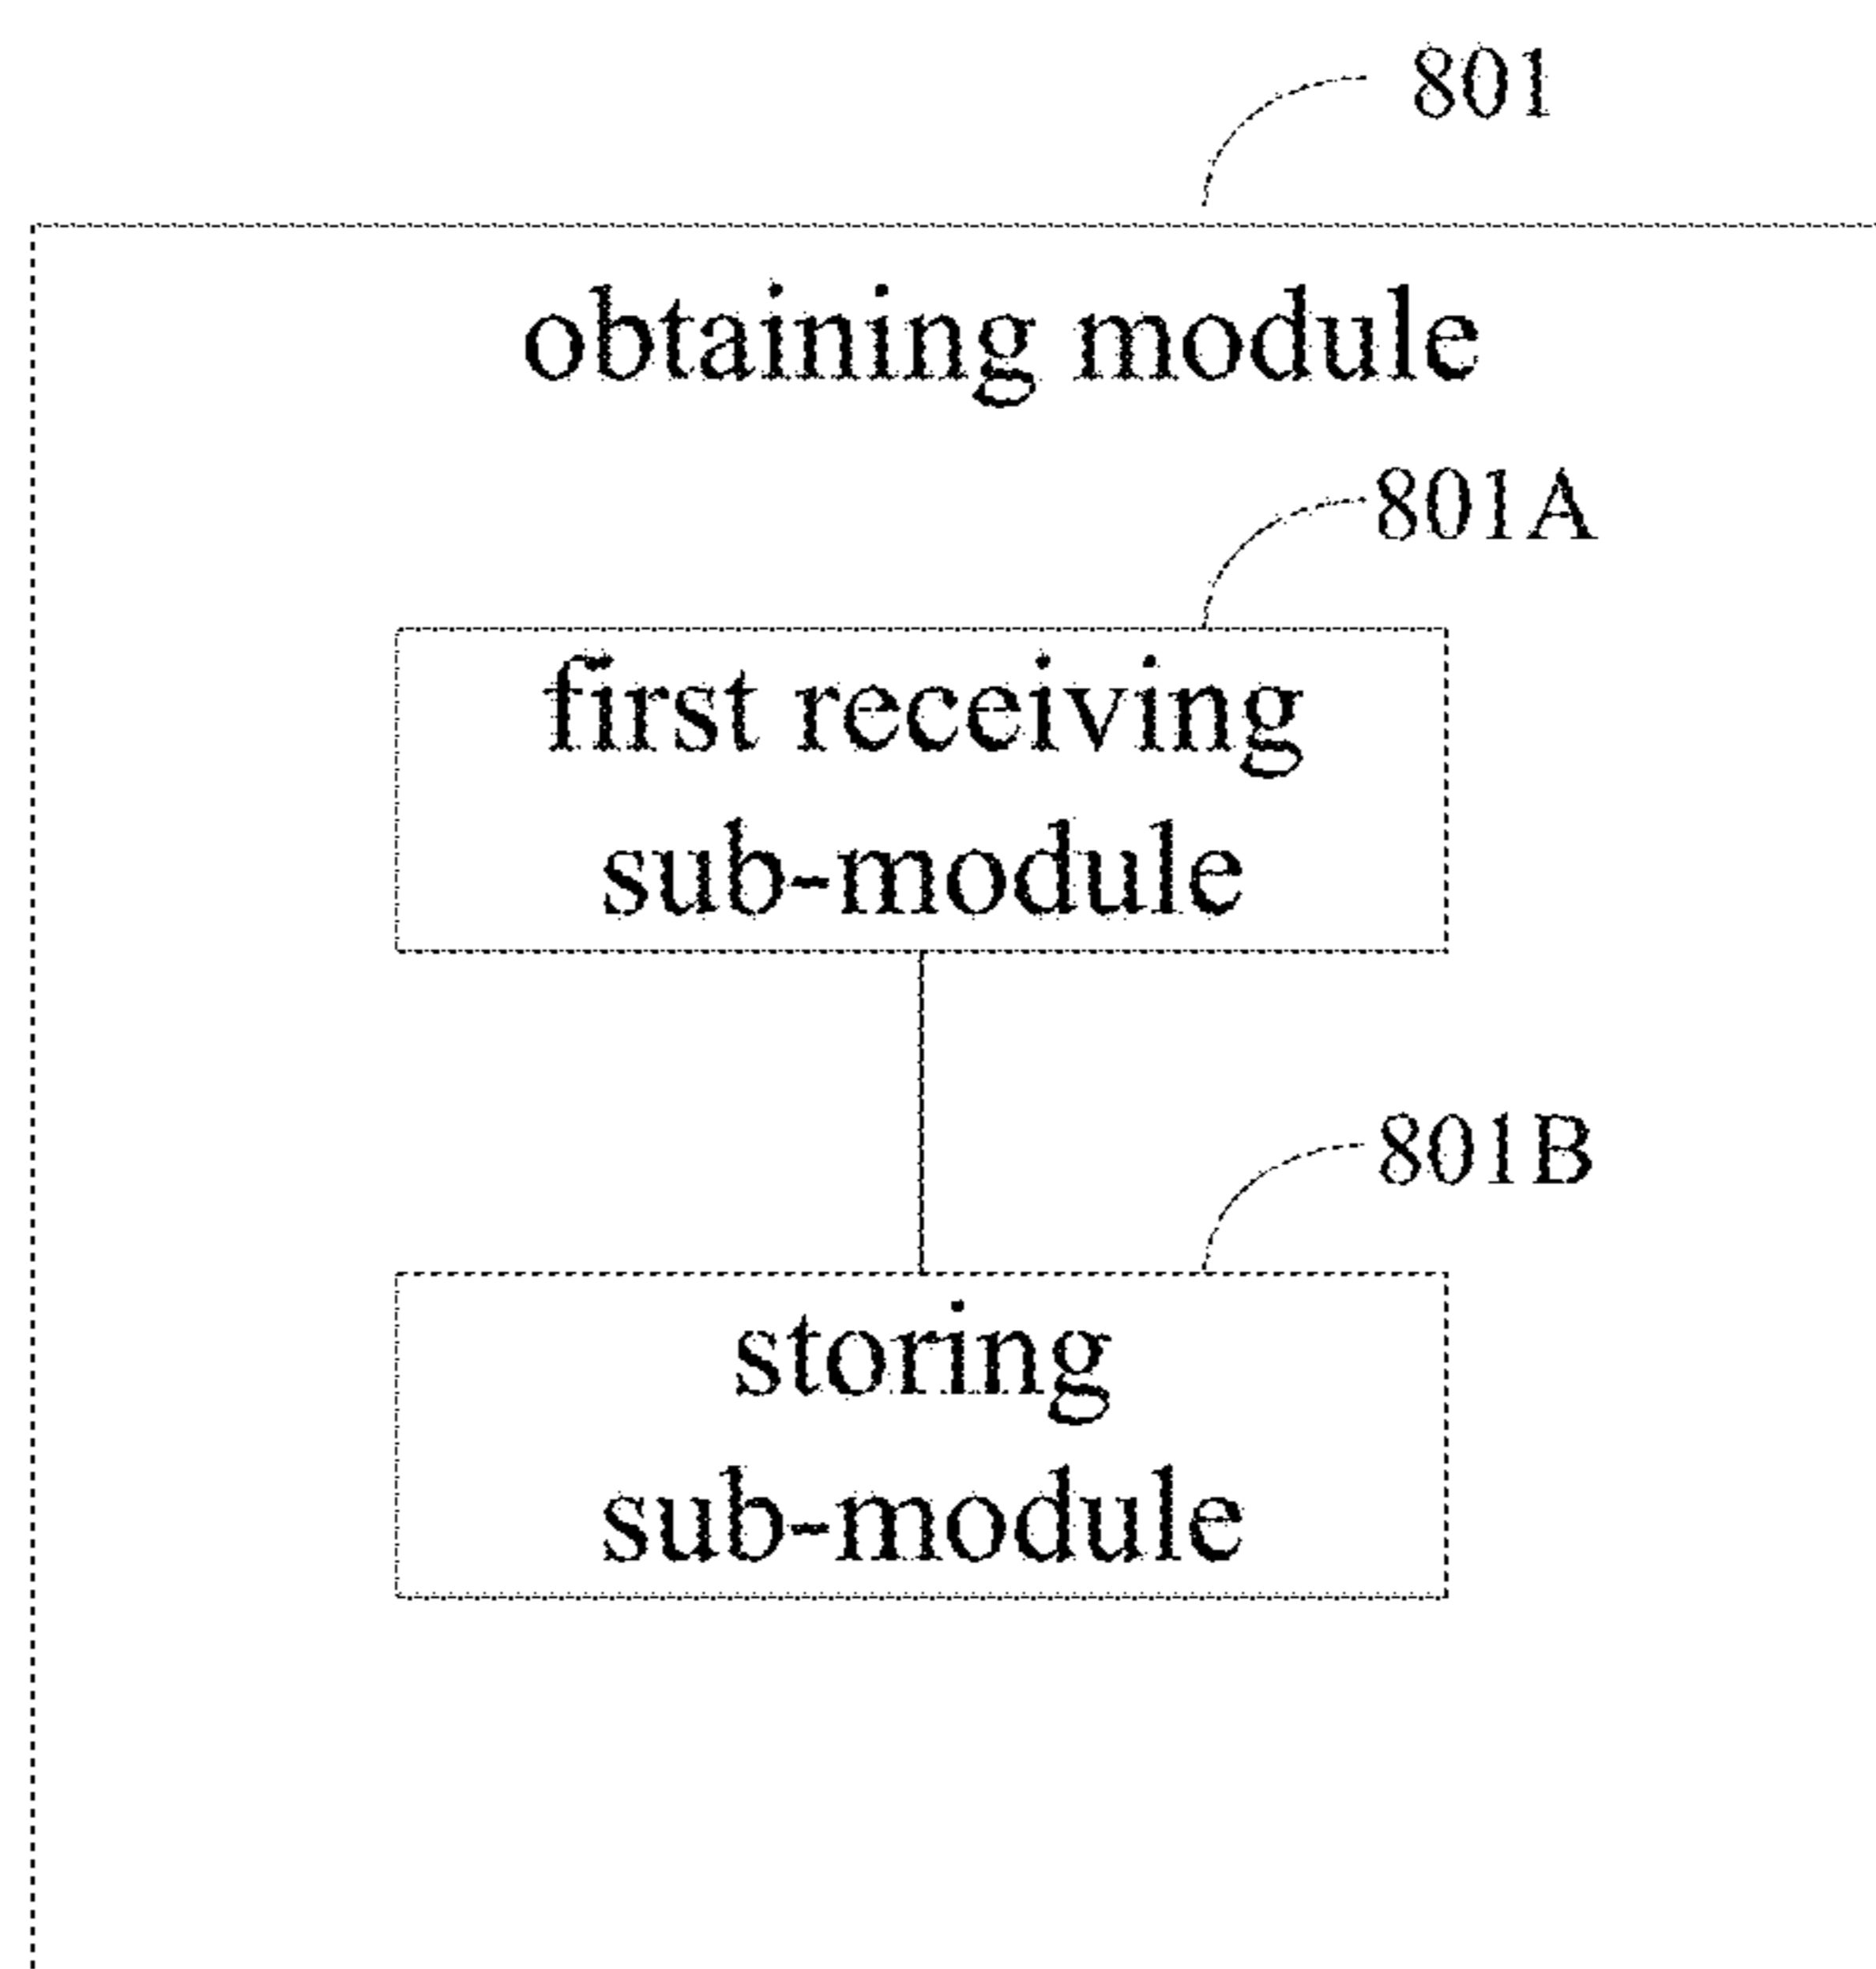 801
obtaining module
801A
first receiving
sub-module
801B
storing
sub-module